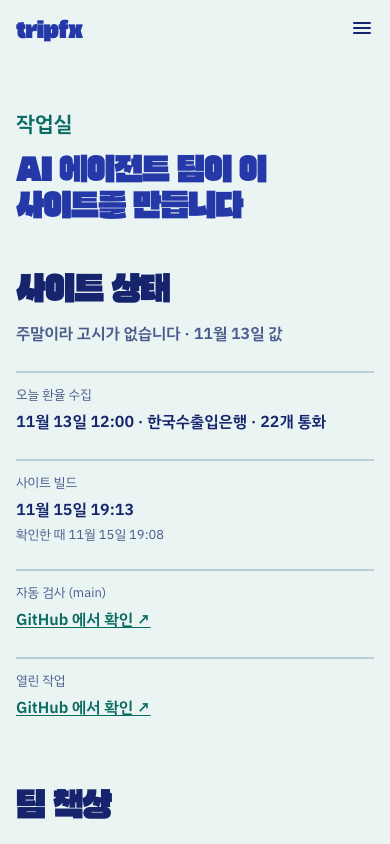 tripfx
작업실
AI 에이전트 팀이 이
사이트를 만듭니다
사이트 상태
주말이라 고시가 없습니다 · 11월 13일 값
오늘 환율 수집
11월 13일 12:00 · 한국수출입은행 · 22개 통화
사이트 빌드
11월 15일 19:13
확인한 때 11월 15일 19:08
자동 검사 (main)
GitHub 에서 확인 ↗
열린 작업
GitHub 에서 확인 ↗
팀 책상